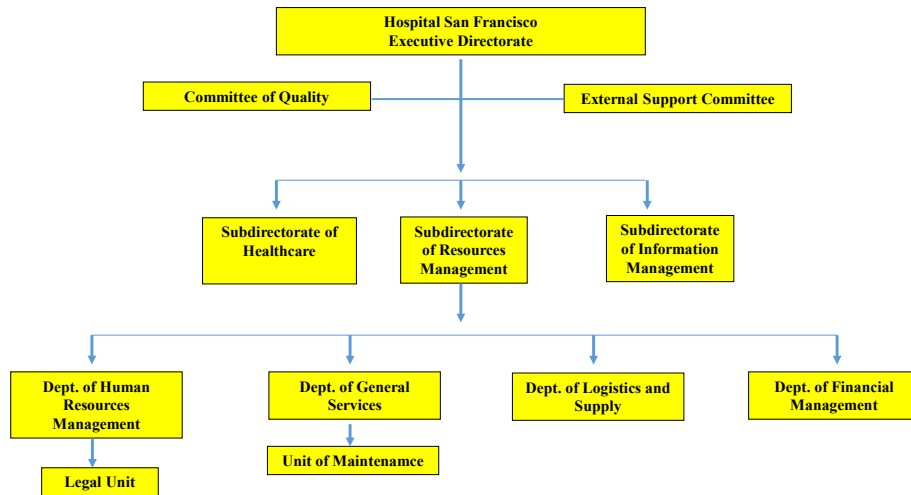 Hospital San Francisco
Executive Directorate
Committee of Quality
External Support Committee
Subdirectorate of
Healthcare
Subdirectorate
of Resources
Management
Subdirectorate
of Information
Management
Dept. of Human
Resources
Management
Dept. of General
Services
Dept. of Logistics and
Supply
Dept. of Financial
Management
Legal Unit
Unit of Maintenamce